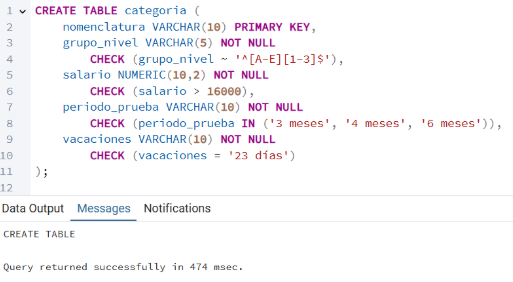 1 CREATE TABLE categoria (
2 nomenclatura VARCHAR(10) PRIMARY KEY,
3 grupo_nivel VARCHAR(5) NOT NULL
4 CHECK (grupo_nivel ~ '^[A-E][1-3]$'),
5 salario NUMERIC(10,2) NOT NULL
6 CHECK (salario > 16000),
7 periodo_prueba VARCHAR(10) NOT NULL
8 CHECK (periodo_prueba IN ('3 meses', '4 meses', '6 meses')),
9 vacaciones VARCHAR(10) NOT NULL
10 CHECK (vacaciones = '23 días')
11 );
12
Data Output Messages Notifications
CREATE TABLE
Query returned successfully in 474 msec.